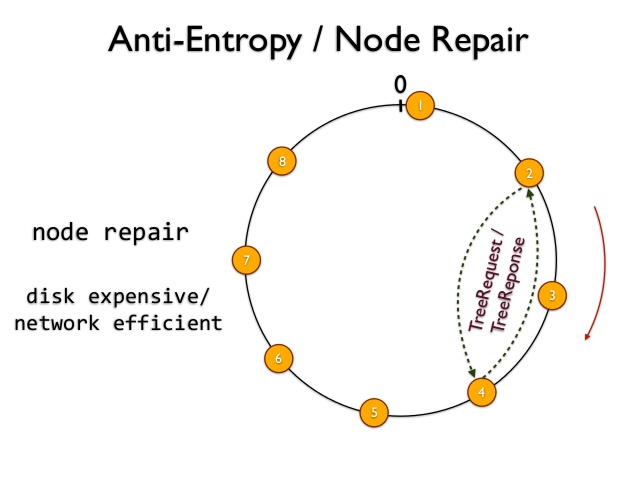 Anti-Entropy / Node Repair
0
1
8
2
node repair
TreeRequest /
TreeReponse
7
disk expensive/
network efficient
3
6
4
5